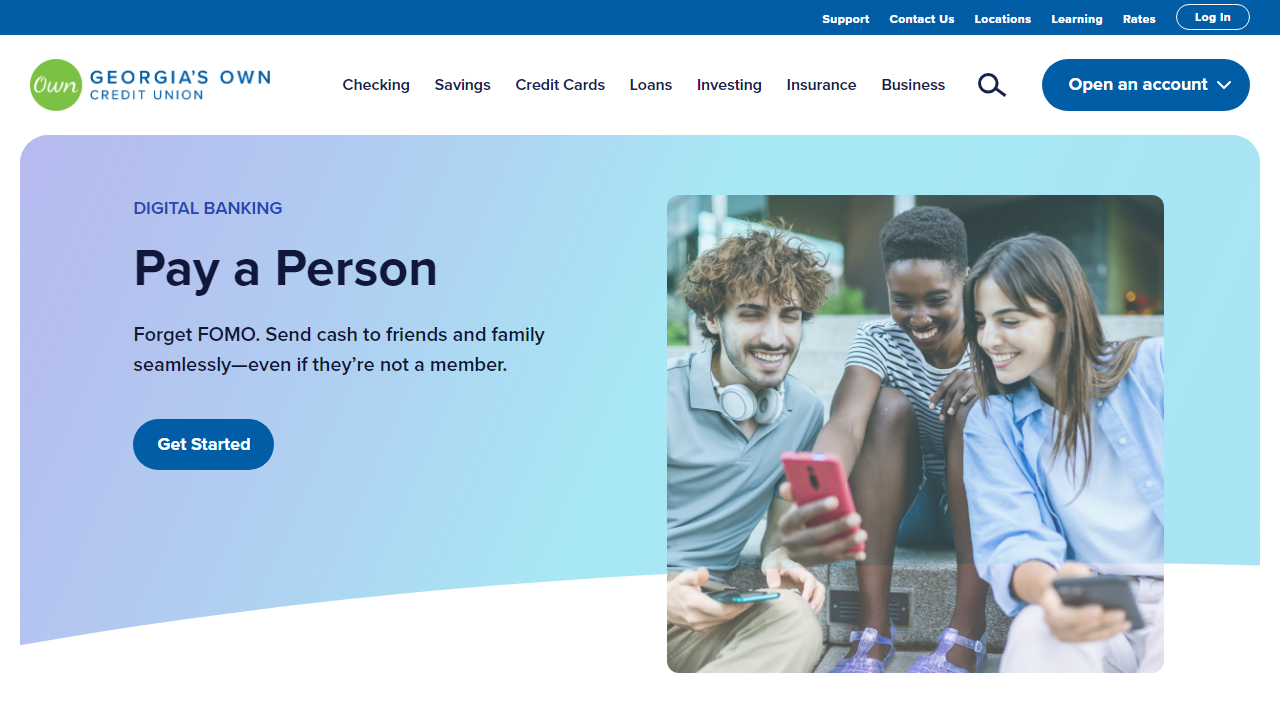 Support Contact Us Locations Learning Rates Log In
Own GEORGIA'S OWN
CREDIT UNION
Checking Savings Credit Cards Loans Investing Insurance Business Open an account
DIGITAL BANKING
Pay a Person
Forget FOMO. Send cash to friends and family
seamlessly—even if they’re not a member.
Get Started